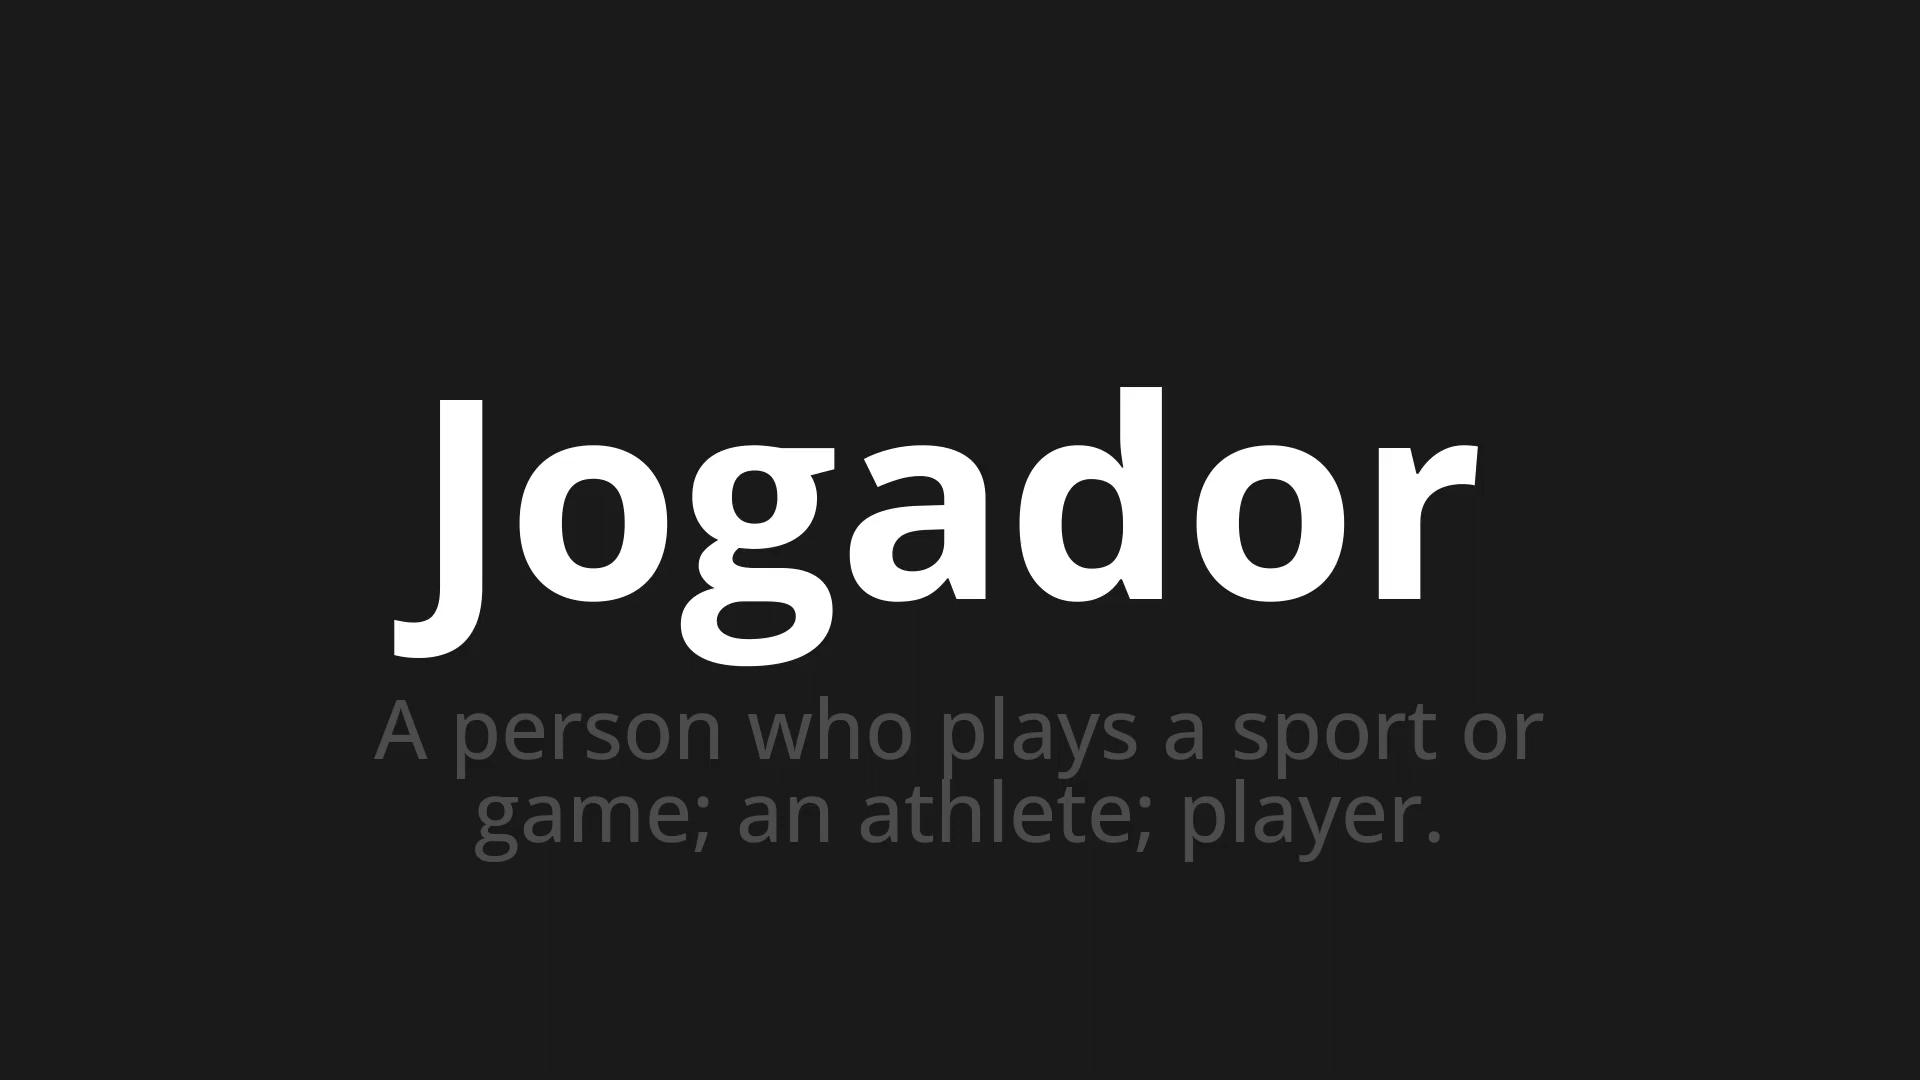 Jogador
A person who plays a sport or
game; an athlete; player.